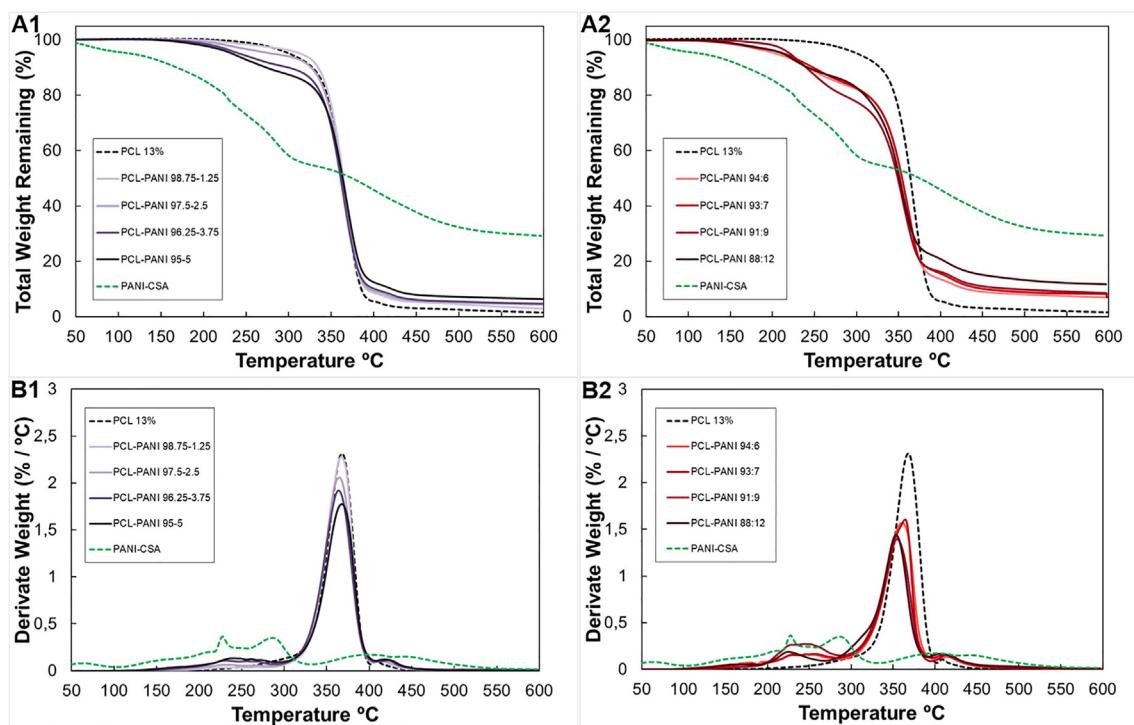 A1
Total Weight Remaining (%)
100
80
60
40
20
0
PCL 13%
PCL-PANI 98.75-1.25
PCL-PANI 97.5-2.5
PCL-PANI 96.25-3.75
PCL-PANI 95-5
PANI-CSA
50 100 150 200 250 300 350 400 450 500 550 600
Temperature ºC
A2
Total Weight Remaining (%)
100
80
60
40
20
0
PCL 13%
PCL-PANI 94:6
PCL-PANI 93:7
PCL-PANI 91:9
PCL-PANI 88:12
PANI-CSA
50 100 150 200 250 300 350 400 450 500 550 600
Temperature ºC
B1
Derivate Weight (% / ºC)
3
2,5
2
1,5
1
0,5
0
PCL 13%
PCL-PANI 98.75-1.25
PCL-PANI 97.5-2.5
PCL-PANI 96.25-3.75
PCL-PANI 95-5
PANI-CSA
50 100 150 200 250 300 350 400 450 500 550 600
Temperature ºC
B2
Derivate Weight (% / ºC)
3
2,5
2
1,5
1
0,5
0
PCL 13%
PCL-PANI 94:6
PCL-PANI 93:7
PCL-PANI 91:9
PCL-PANI 88:12
PANI-CSA
50 100 150 200 250 300 350 400 450 500 550 600
Temperature ºC